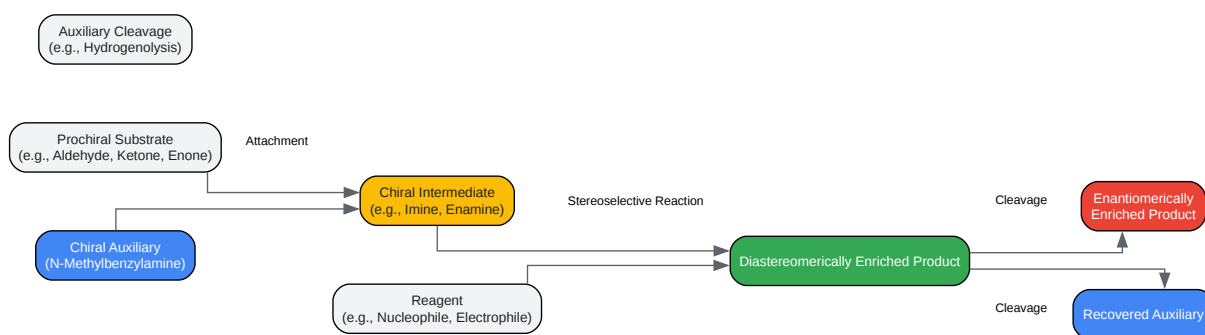 Auxiliary Cleavage
(e.g., Hydrogenolysis)
Prochiral Substrate
(e.g., Aldehyde, Ketone, Enone)
Attachment
Chiral Intermediate
(e.g., Imine, Enamine)
Stereoselective Reaction
Cleavage
Enantiomerically
Enriched Product
Chiral Auxiliary
(N-Methylbenzylamine)
Diastereomerically Enriched Product
Reagent
(e.g., Nucleophile, Electrophile)
Cleavage
Recovered Auxiliary